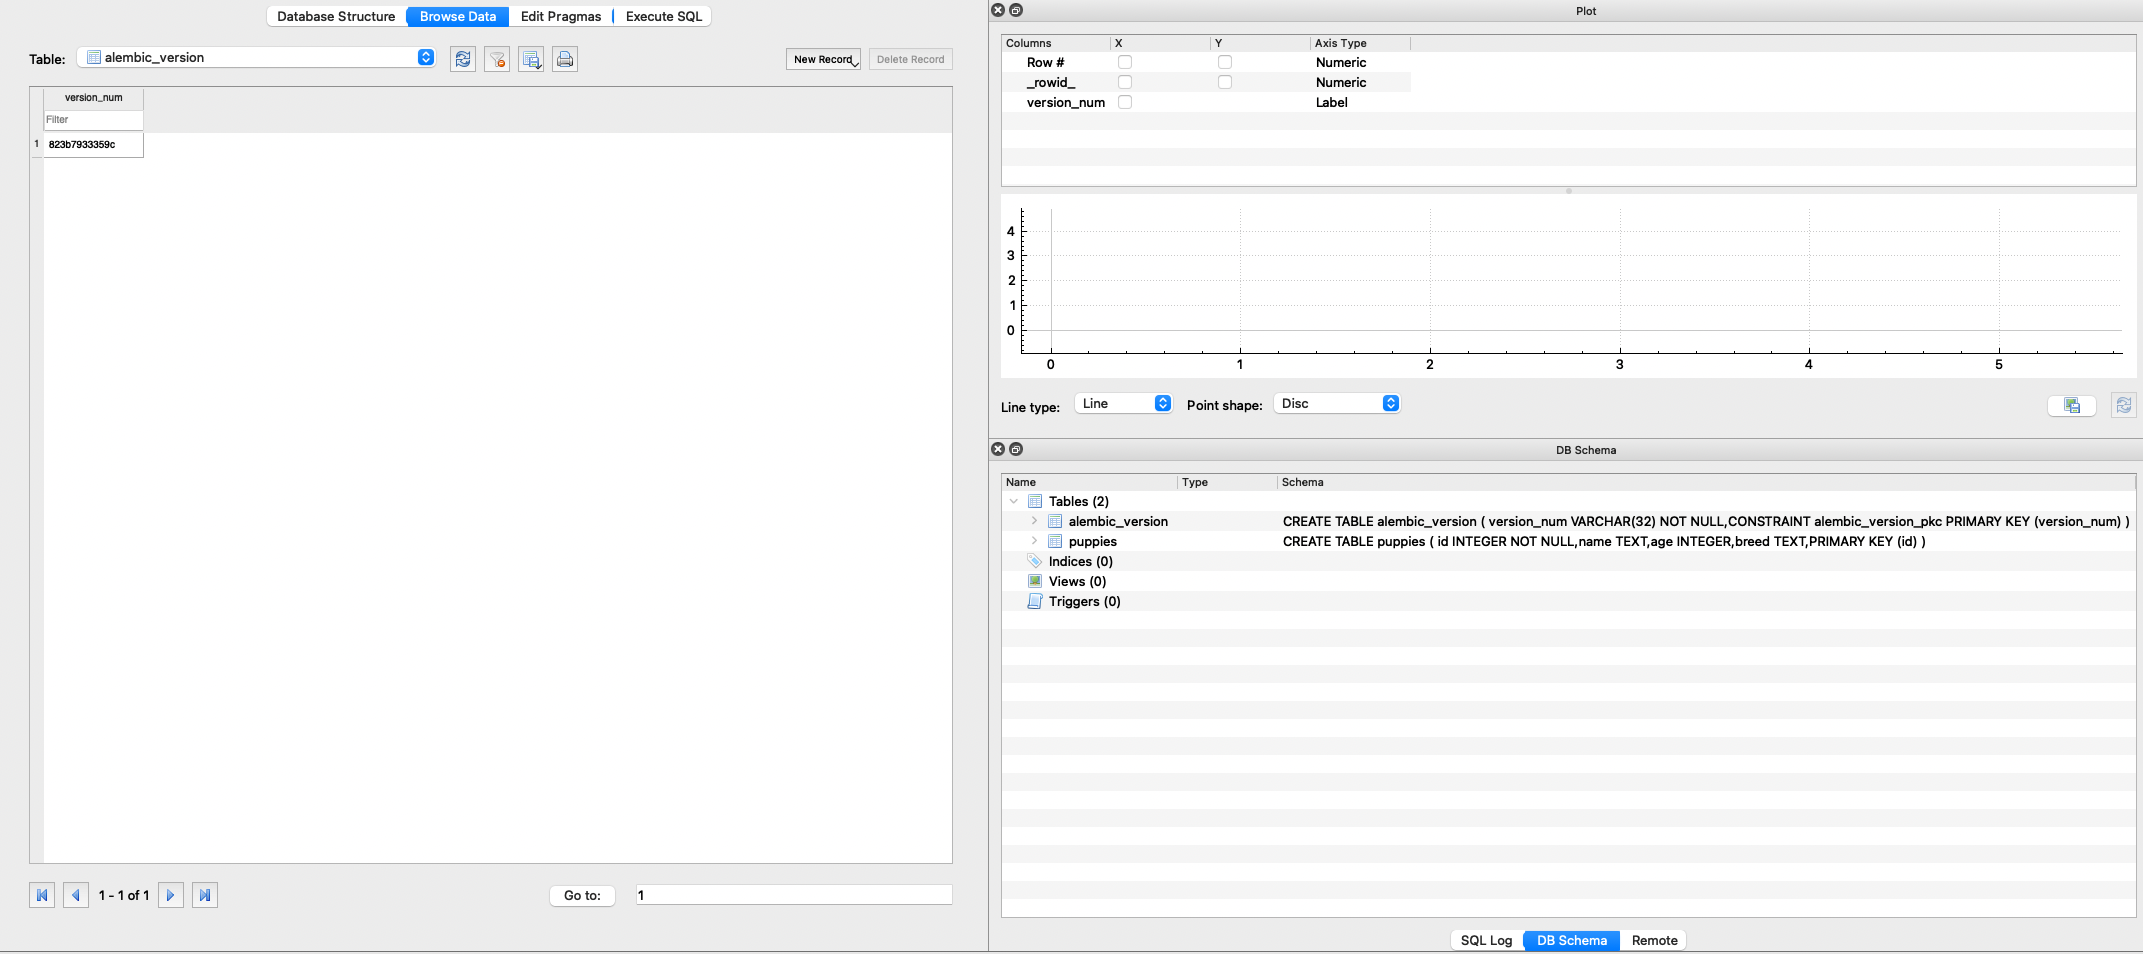 Database Structure Browse Data Edit Pragmas Execute SQL
Table: alembic_version New Record Delete Record
version_num
Filter
1 823b7933359c
1 - 1 of 1 Go to: 1
Plot
Columns X Y Axis Type
Row # Numeric
_rowid_ Numeric
version_num Label
4
3
2
1
0
0 1 2 3 4 5
Line type: Line Point shape: Disc
DB Schema
Name Type Schema
Tables (2)
alembic_version CREATE TABLE alembic_version ( version_num VARCHAR(32) NOT NULL,CONSTRAINT alembic_version_pkc PRIMARY KEY (version_num) )
puppies CREATE TABLE puppies ( id INTEGER NOT NULL,name TEXT,age INTEGER,breed TEXT,PRIMARY KEY (id) )
Indices (0)
Views (0)
Triggers (0)
SQL Log DB Schema Remote